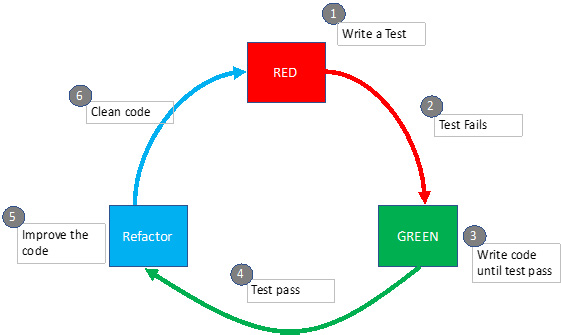 1
Write a Test
RED
2
Test Fails
GREEN
3
Write code
until test pass
4
Test pass
5
Improve the
code
Refactor
6
Clean code